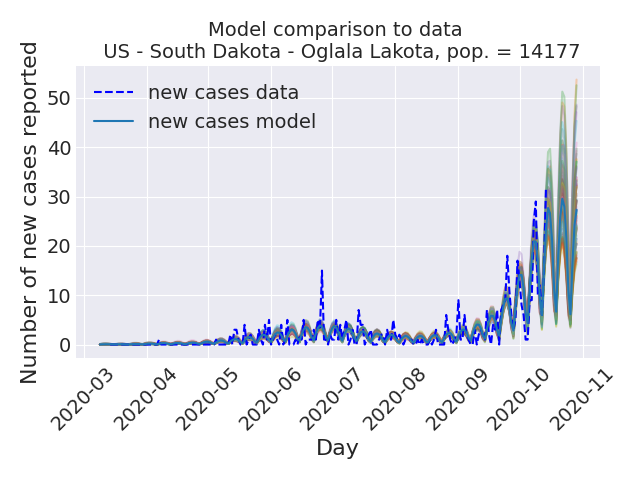 Model comparison to data
US - South Dakota - Oglala Lakota, pop. = 14177
Number of new cases reported
new cases data
new cases model
50
40
30
20
10
0
2020-03
2020-04
2020-05
2020-06
2020-07
2020-08
2020-09
2020-10
2020-11
Day